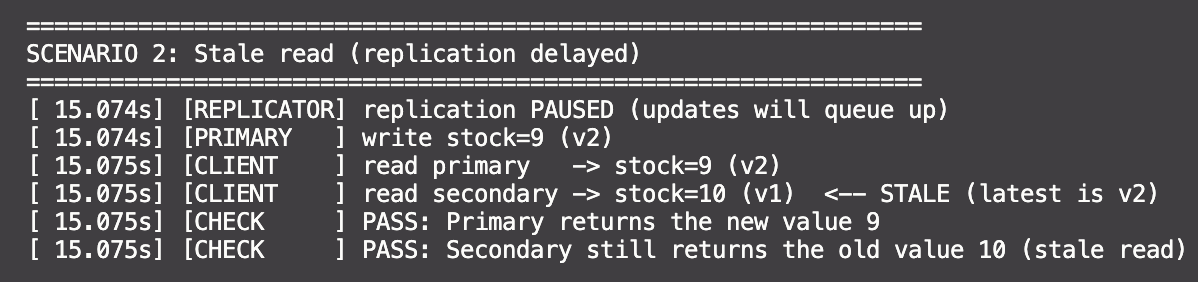 ================================================================
SCENARIO 2: Stale read (replication delayed)
================================================================
[ 15.074s] [REPLICATOR] replication PAUSED (updates will queue up)
[ 15.074s] [PRIMARY   ] write stock=9 (v2)
[ 15.075s] [CLIENT    ] read primary   -> stock=9 (v2)
[ 15.075s] [CLIENT    ] read secondary -> stock=10 (v1)  <-- STALE (latest is v2)
[ 15.075s] [CHECK     ] PASS: Primary returns the new value 9
[ 15.075s] [CHECK     ] PASS: Secondary still returns the old value 10 (stale read)